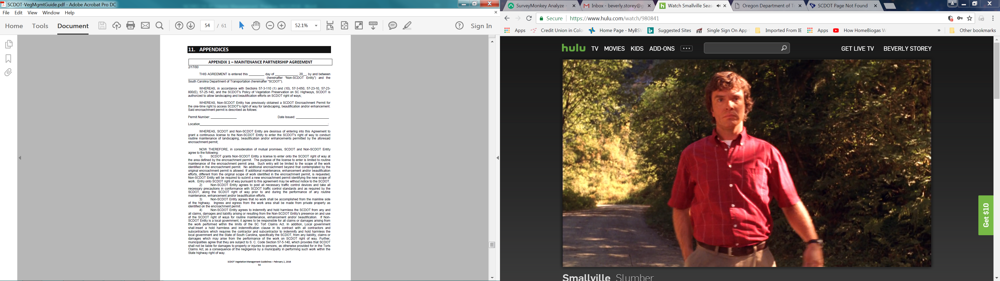 SCDOT-VegMgmtGuide.pdf - Adobe Acrobat Pro DC
File Edit View Window Help
Home Tools Document 54 / 61 52.1% Sign In
11. APPENDICES
APPENDIX 1 – MAINTENANCE PARTNERSHIP AGREEMENT
2/17/00
THIS AGREEMENT is entered this ________ day of ____________, 20__, by and between
________________________________________ (hereinafter "Non-SCDOT Entity") and the
South Carolina Department of Transportation (hereinafter "SCDOT").
WHEREAS, in accordance with Sections 57-3-110 (1) and (10), 57-3-650, 57-23-10, 57-23-
800(E), 57-25-140, and the SCDOT's Policy of Vegetation Preservation on SC Highways, SCDOT is
authorized to allow landscaping and beautification efforts on SCDOT right of ways;
WHEREAS, Non-SCDOT Entity has previously obtained a SCDOT Encroachment Permit for
the one-time right to access SCDOT's right of way for landscaping, beautification and/or enhancement.
Said encroachment permit is described as follows:
Permit Number: ______________ Date Issued: __________________
Location______________________________________________________________________;
WHEREAS, SCDOT and Non-SCDOT Entity are desirous of entering into this Agreement to
grant a continuous license to the Non-SCDOT Entity to enter the SCDOT's right of way to conduct
routine maintenance of landscaping, beautification and/or enhancements permitted by the aforesaid
encroachment permit;
NOW THEREFORE, in consideration of mutual promises, SCDOT and Non-SCDOT Entity
agree to the following:
1) SCDOT grants Non-SCDOT Entity a license to enter onto the SCDOT right of way at
the area defined by the encroachment permit. The purpose of the license to enter is limited to routine
maintenance of the encroachment permit area. Such entry will be limited to the scope of the work
identified in the encroachment permit. No additional encroachment beyond that contemplated by the
original encroachment permit is allowed. If additional maintenance, enhancement and/or beautification
efforts, different from the original scope of work identified in the encroachment permit, is requested,
Non-SCDOT Entity will be required to submit a new encroachment permit identifying the new scope of
work. Entry onto SCDOT right of way pursuant to this agreement may be without notice to the SCDOT.
2) Non-SCDOT Entity agrees to post all necessary traffic control devices and take all
necessary precautions in conformance with SCDOT traffic control standards and as required by the
SCDOT, along the SCDOT right of way prior to and during the performance of any routine
maintenance, enhancement and/or beautification efforts.
3) Non-SCDOT Entity agrees that no work shall be accomplished from the mainline side
of the highway. Ingress and egress from the work area shall be made from private property as
identified on the encroachment permit.
4) Non-SCDOT Entity agrees to indemnify and hold harmless the SCDOT from any and
all claims, damages and liability arising or resulting from the Non-SCDOT Entity's presence on and use
of the SCDOT right of ways for routine maintenance, enhancement and/or beautification. If Non-
SCDOT Entity is a local government, it agrees to be responsible for all claims or damages arising from
the work performed within the limits of the SC Tort Claims Act. In addition, Local government
shall insert a hold harmless and indemnification clause in its contract with all contractors and
subcontractors which requires the contractor and subcontractor to indemnify and hold harmless the
local government and the State of South Carolina, specifically the SCDOT, from any liability, claims or
damages which may arise from the performance of the work on SCDOT right of way. Further,
municipalities agree that they are subject to S. C. Code Section 57-5-140, which provides that SCDOT
shall not be liable for damages to property or injuries to persons, as otherwise provided for in the Torts
Claims Act, as a consequence of the negligence by a municipality in performing such work within the
State highway right of way.
SCDOT Vegetation Management Guidelines – February 2, 2016
54
SurveyMonkey Analyze - Inbox - beverly.storey@g Watch Smallville Seas Oregon Department of T SCDOT Page Not Found
Secure https://www.hulu.com/watch/980841
Apps Credit Union in Colo Home Page - MyBSW Suggested Sites Single Sign On App Imported From IE Apps How HomeBiogas W » Other bookmarks
hulu TV MOVIES KIDS ADD-ONS ••• GET LIVE TV BEVERLY STOREY
Get $10
Smallville Slumber